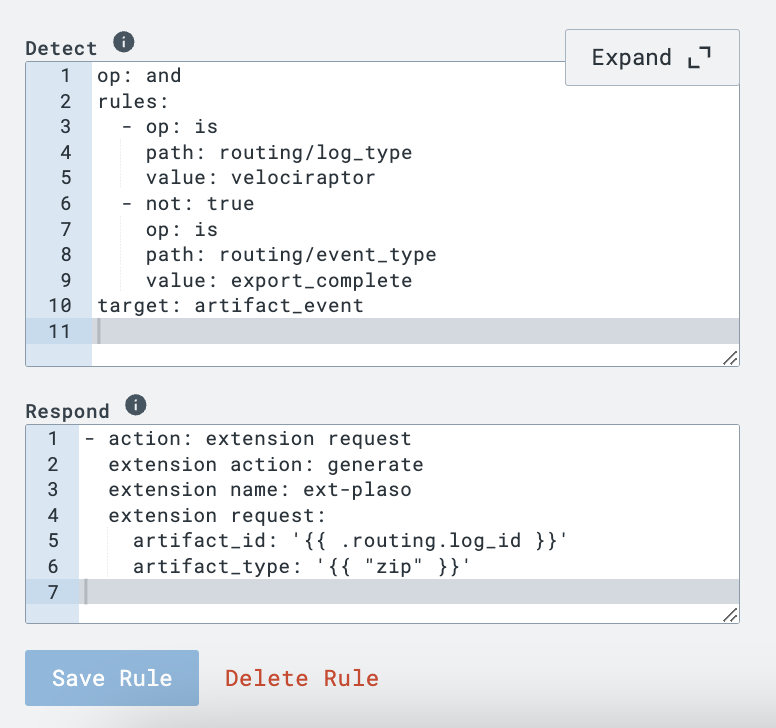 Detect
Expand
1 op: and
2 rules:
3   - op: is
4     path: routing/log_type
5     value: velociraptor
6   - not: true
7     op: is
8     path: routing/event_type
9     value: export_complete
10 target: artifact_event
11
Respond
1 - action: extension request
2   extension action: generate
3   extension name: ext-plaso
4   extension request:
5     artifact_id: '{{ .routing.log_id }}'
6     artifact_type: '{{ "zip" }}'
7
Save Rule Delete Rule